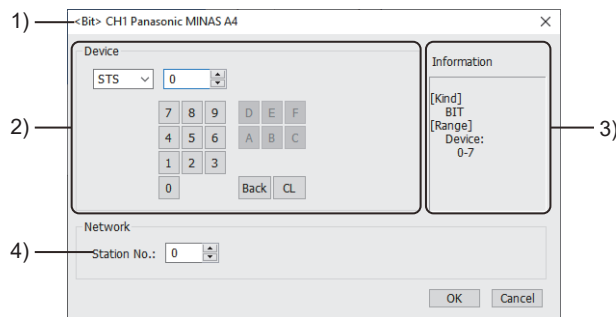 1)
<Bit> CH1 Panasonic MINAS A4
Device
STS 0
7 8 9 D E F
4 5 6 A B C
1 2 3
0 Back CL
2)
Information
[Kind]
BIT
[Range]
Device:
0-7
3)
Network
4)
Station No.: 0
OK Cancel